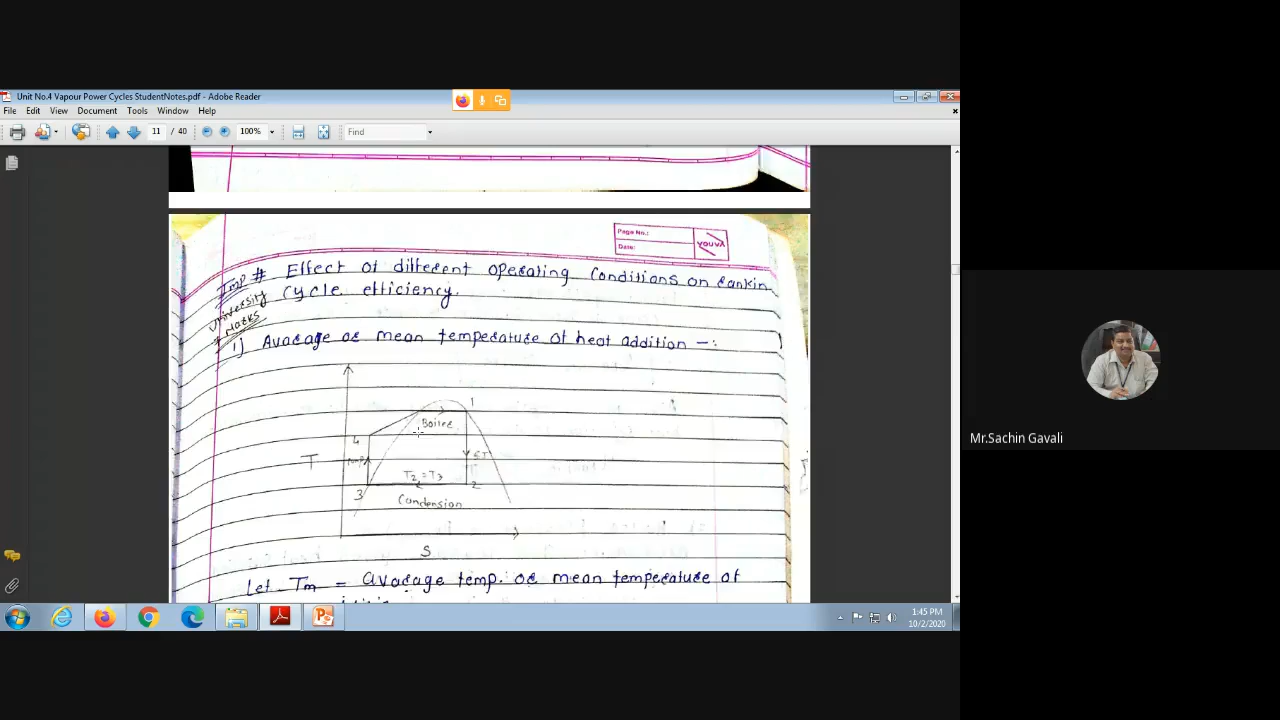 Unit No.4 Vapour Power Cycles StudentNotes.pdf - Adobe Reader
File Edit View Document Tools Window Help
11 / 40 100% Find
Page No.:
Date:
YOUVA
Imp # Effect of different operating Conditions on rankin
University Cycle efficiency.
Marks
1) Avarage or mean temperature of heat addition -:
1
Boiler
4
T
Pump
ST
T2 = T3
3
2
Condension
S
Let Tm = avarage temp. or mean temperature of
1:45 PM
10/2/2020
Mr.Sachin Gavali